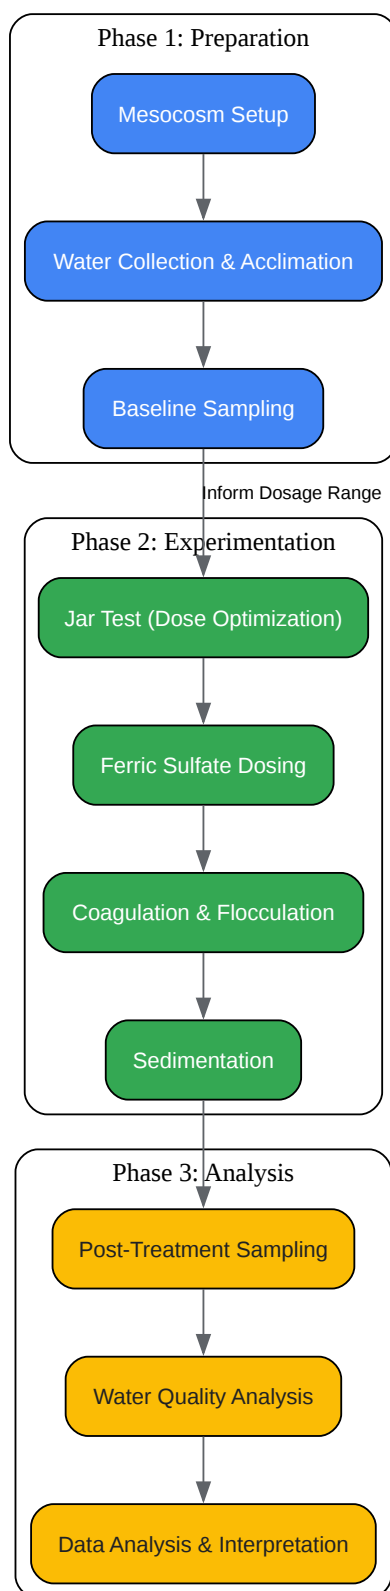 Phase 1: Preparation
Mesocosm Setup
Water Collection & Acclimation
Baseline Sampling
Inform Dosage Range
Phase 2: Experimentation
Jar Test (Dose Optimization)
Ferric Sulfate Dosing
Coagulation & Flocculation
Sedimentation
Phase 3: Analysis
Post-Treatment Sampling
Water Quality Analysis
Data Analysis & Interpretation